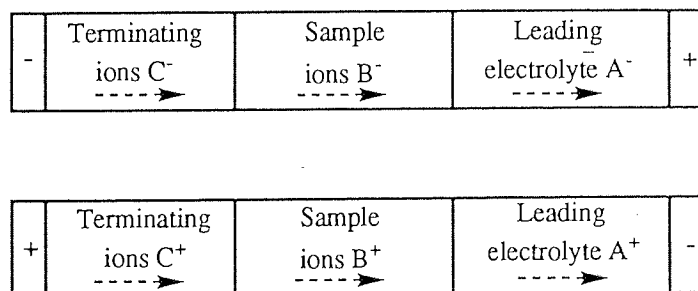 Terminating Sample Leading
- ions C⁻ ions B⁻ electrolyte A⁻ +
Terminating Sample Leading
+ ions C⁺ ions B⁺ electrolyte A⁺ -